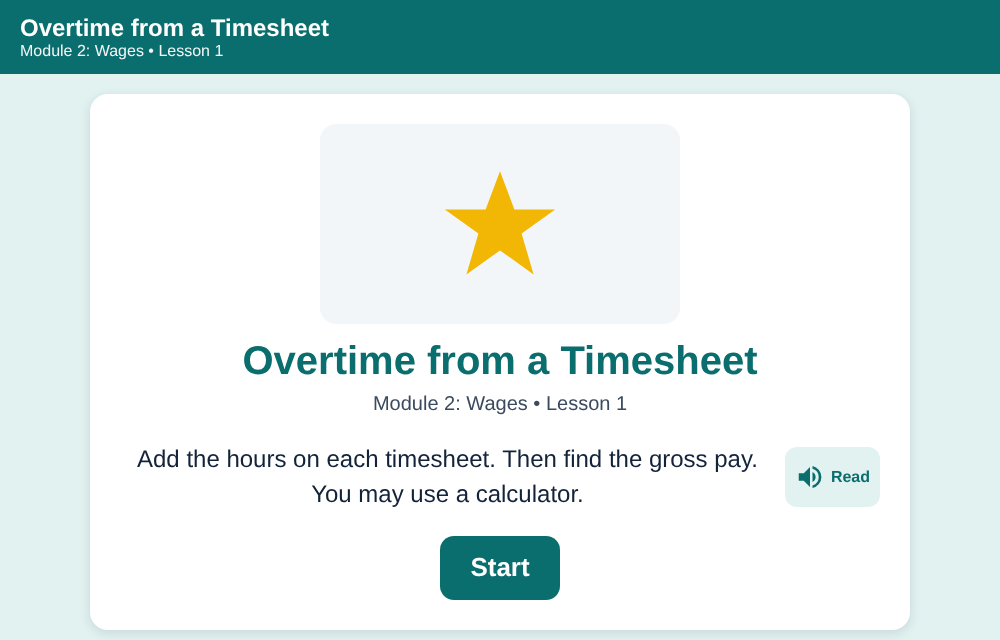 Overtime from a Timesheet
Module 2: Wages • Lesson 1
Overtime from a Timesheet
Module 2: Wages • Lesson 1
Add the hours on each timesheet. Then find the gross pay.
You may use a calculator.
Read
Start